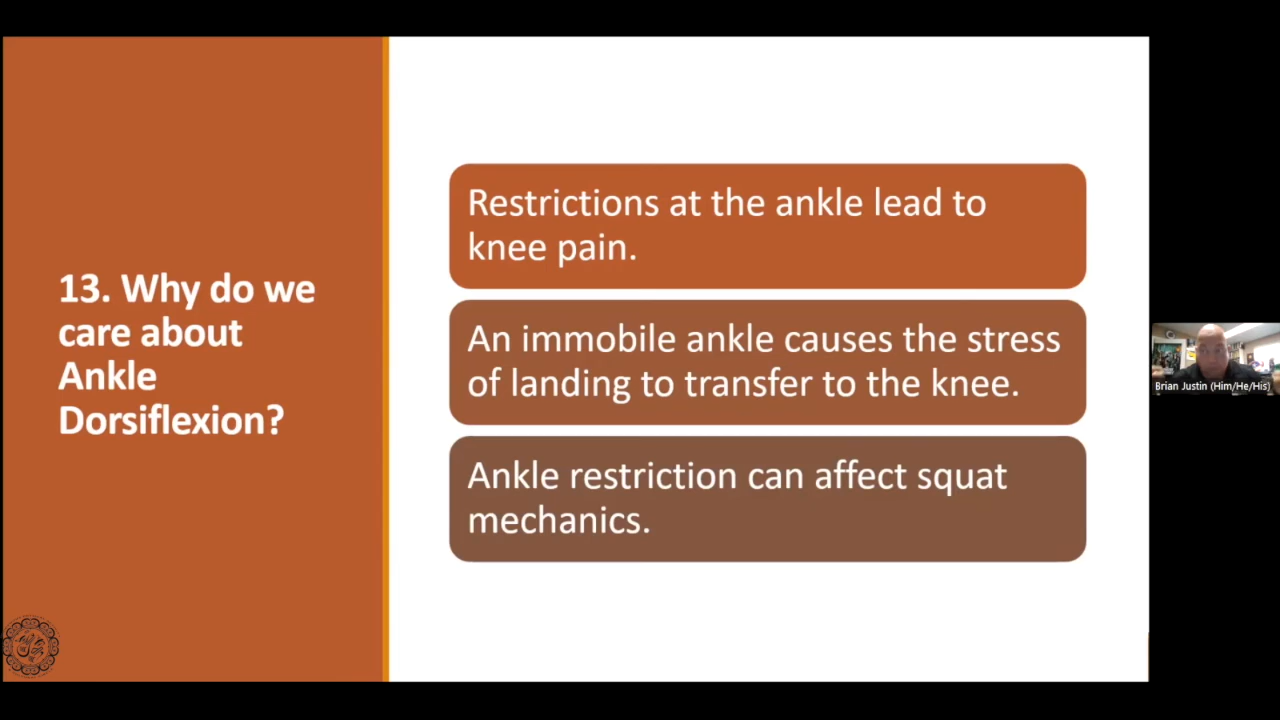 13. Why do we
care about
Ankle
Dorsiflexion?
Restrictions at the ankle lead to
knee pain.
An immobile ankle causes the stress
of landing to transfer to the knee.
Ankle restriction can affect squat
mechanics.
Brian Justin (Him/He/His)